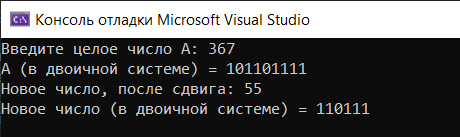 Консоль отладки Microsoft Visual Studio
Введите целое число A: 367
A (в двоичной системе) = 101101111
Новое число, после сдвига: 55
Новое число (в двоичной системе) = 110111